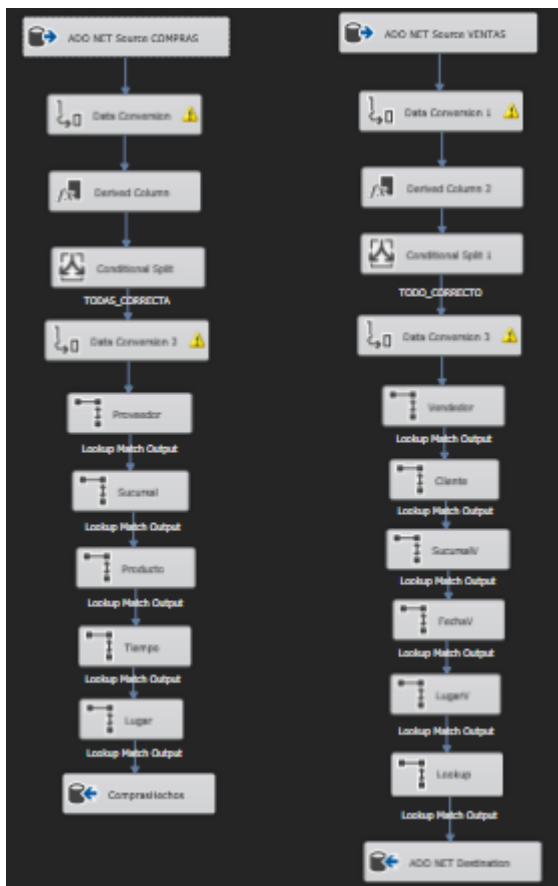 ADO NET Source COMPRAS
Data Conversion
Derived Column
Conditional Split
TODAS_CORRECTA
Data Conversion 2
Proveedor
Lookup Match Output
Sucursal
Lookup Match Output
Producto
Lookup Match Output
Tiempo
Lookup Match Output
Lugar
Lookup Match Output
ComprasHechos
ADO NET Source VENTAS
Data Conversion 1
Derived Column 2
Conditional Split 1
TODO_CORRECTO
Data Conversion 3
Vendedor
Lookup Match Output
Cliente
Lookup Match Output
SucursalV
Lookup Match Output
FechaV
Lookup Match Output
LugarV
Lookup Match Output
Lookup
Lookup Match Output
ADO NET Destination